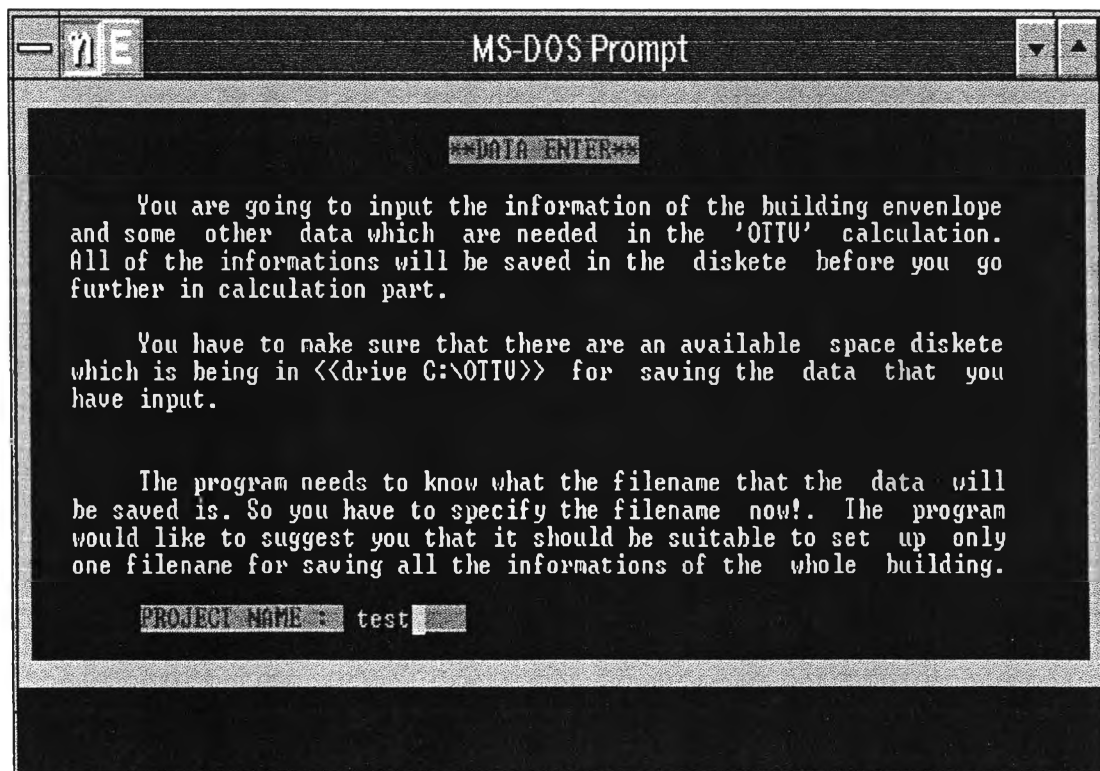 ก E MS-DOS Prompt
**DATA ENTER**
You are going to input the information of the building envenlope
and some other data which are needed in the 'OTTV' calculation.
All of the informations will be saved in the diskete before you go
further in calculation part.
You have to make sure that there are an available space diskete
which is being in <<drive C:\OTTV>> for saving the data that you
have input.
The program needs to know what the filename that the data will
be saved is. So you have to specify the filename now!. The program
would like to suggest you that it should be suitable to set up only
one filename for saving all the informations of the whole building.
PROJECT NAME : test